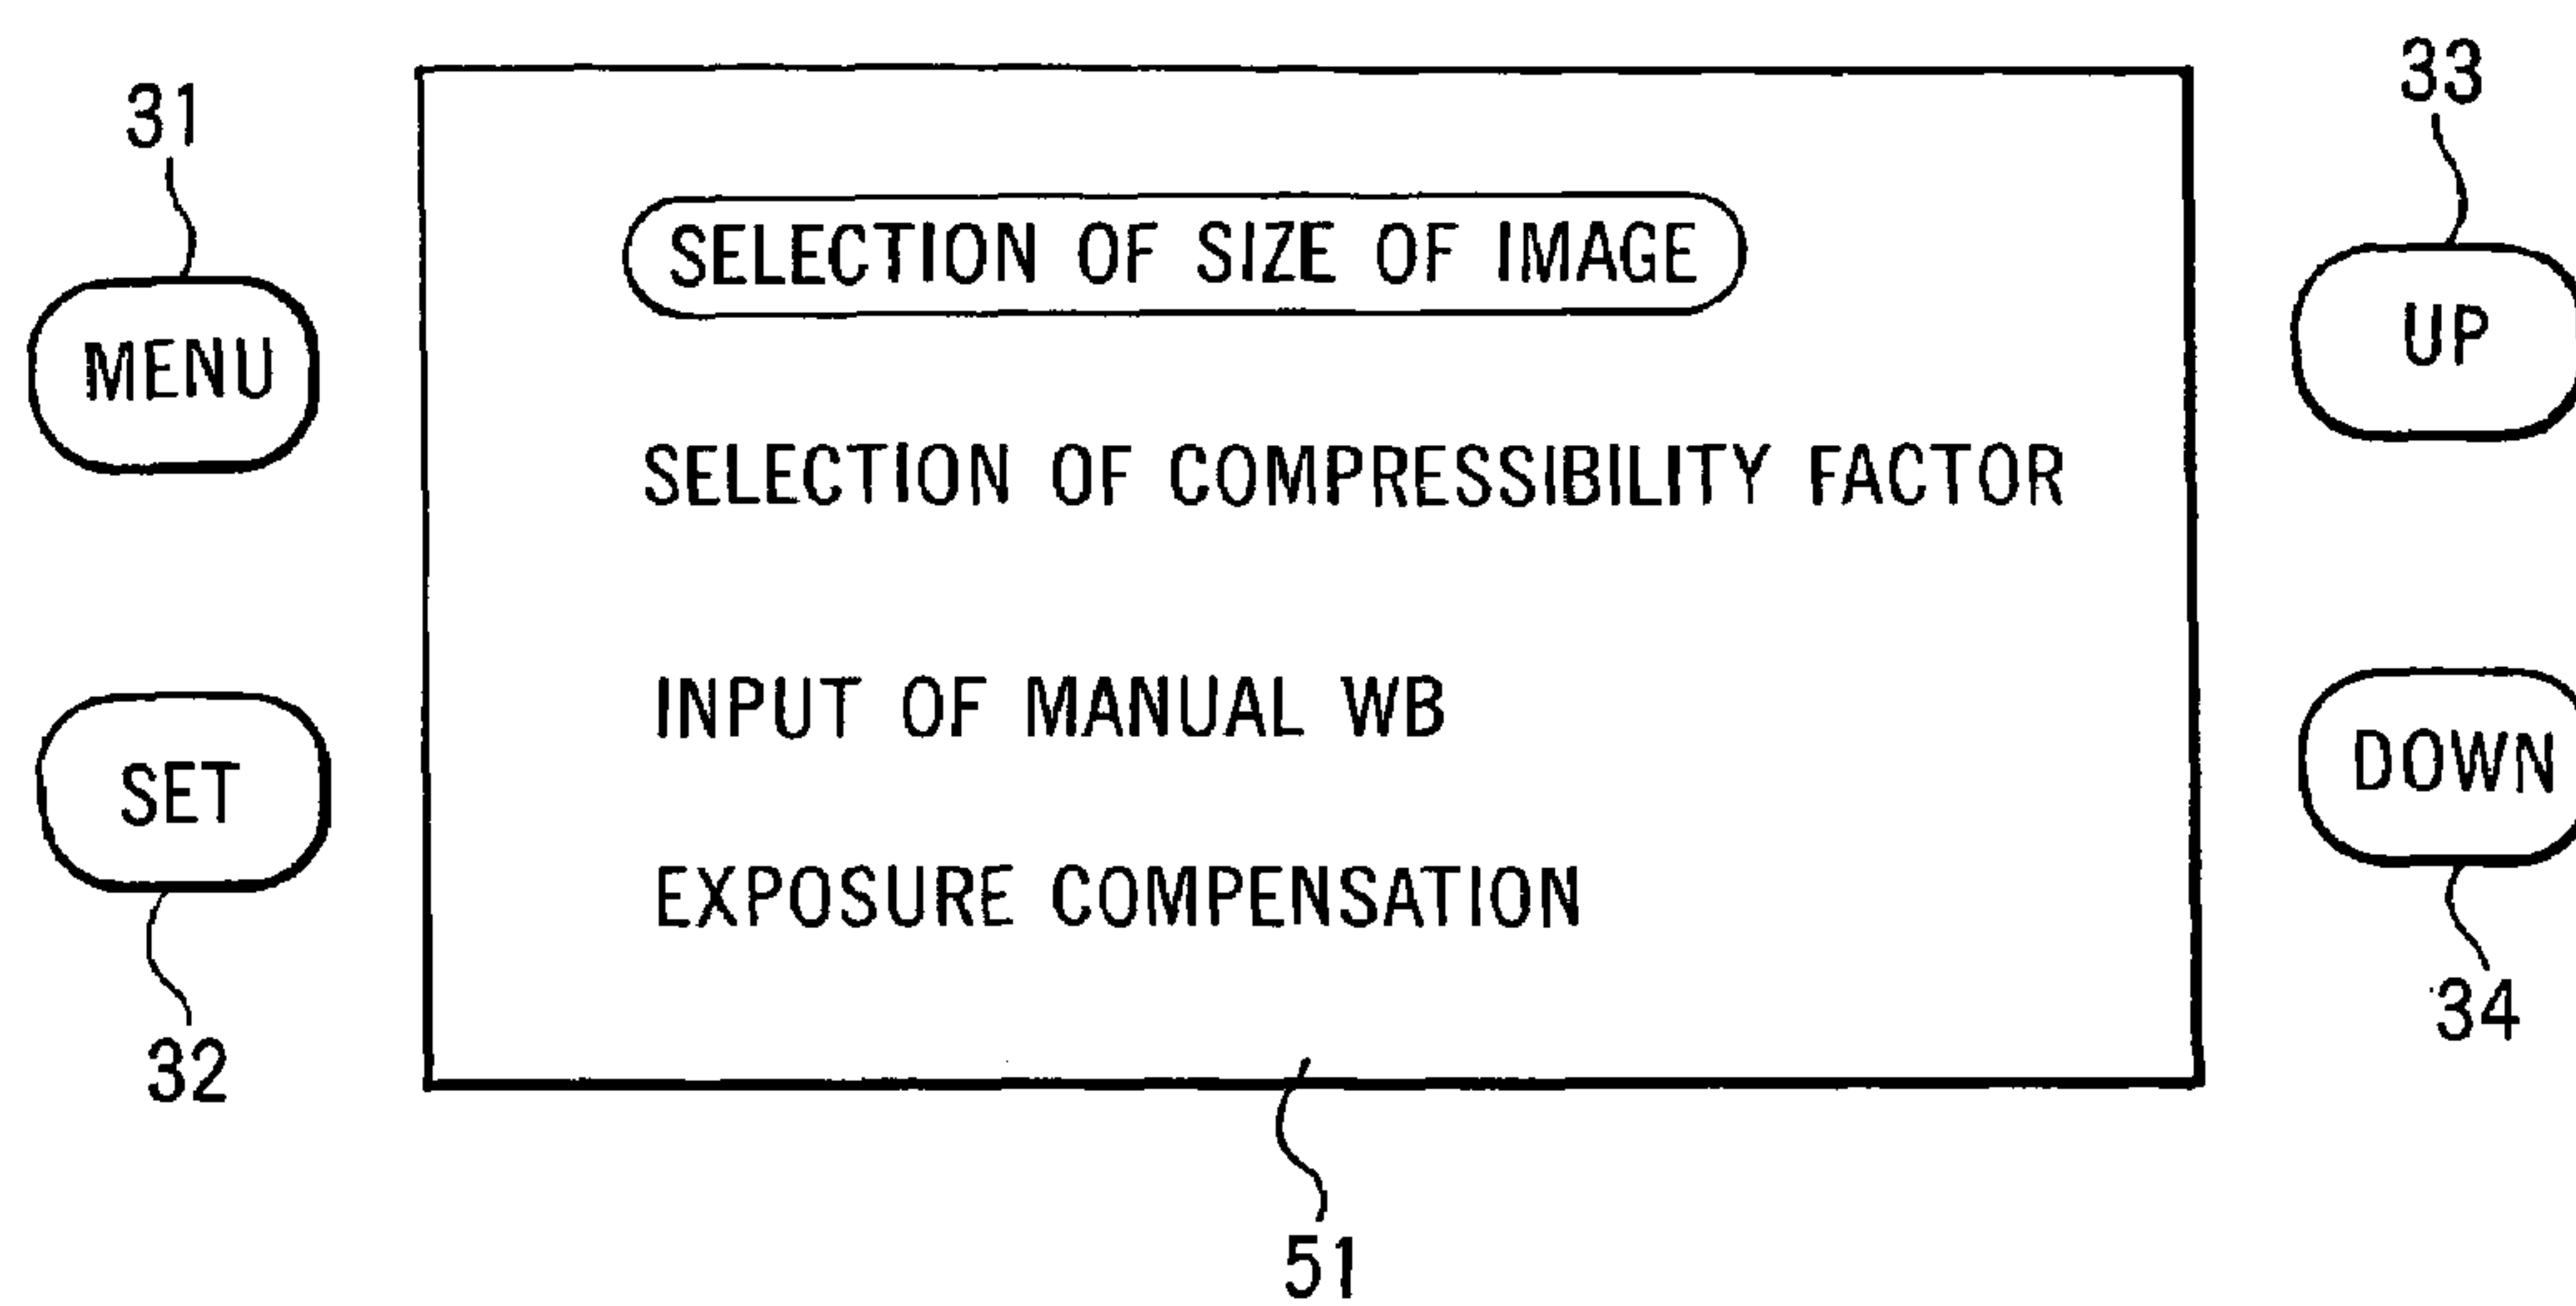 31
MENU
SET
32
SELECTION OF SIZE OF IMAGE
SELECTION OF COMPRESSIBILITY FACTOR
INPUT OF MANUAL WB
EXPOSURE COMPENSATION
51
33
UP
DOWN
34